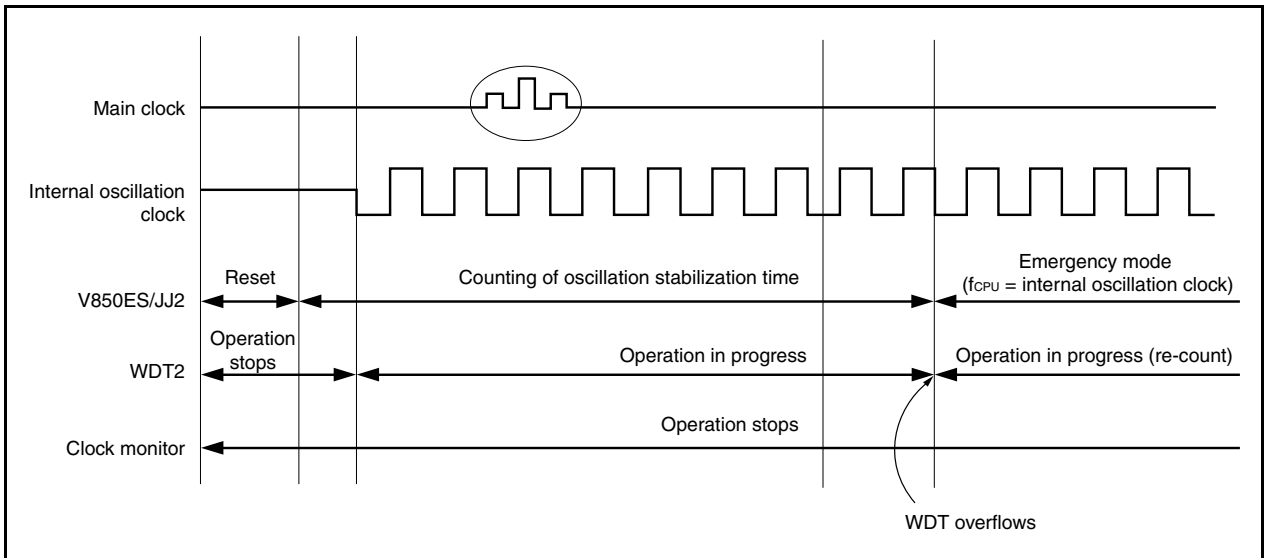 Main clock
Internal oscillation
clock
Reset
Counting of oscillation stabilization time
Emergency mode
(fCPU = internal oscillation clock)
V850ES/JJ2
Operation
stops
Operation in progress
Operation in progress (re-count)
WDT2
Operation stops
Clock monitor
WDT overflows